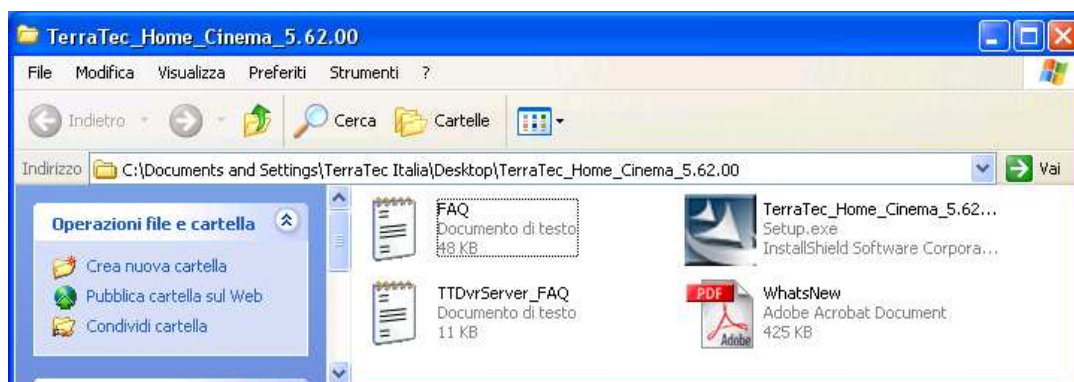 TerraTec_Home_Cinema_5.62.00
File Modifica Visualizza Preferiti Strumenti ?
Indietro Cerca Cartelle
Indirizzo C:\Documents and Settings\TerraTec Italia\Desktop\TerraTec_Home_Cinema_5.62.00 Vai
Operazioni file e cartella
Crea nuova cartella
Pubblica cartella sul Web
Condividi cartella
FAQ
Documento di testo
48 KB
TerraTec_Home_Cinema_5.62...
Setup.exe
InstallShield Software Corpora...
TTDvrServer_FAQ
Documento di testo
11 KB
PDF
Adobe
WhatsNew
Adobe Acrobat Document
425 KB